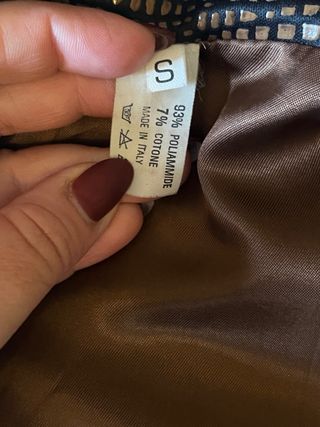 S
93% POLIAMMIDE
7% COTONE
MADE IN ITALY